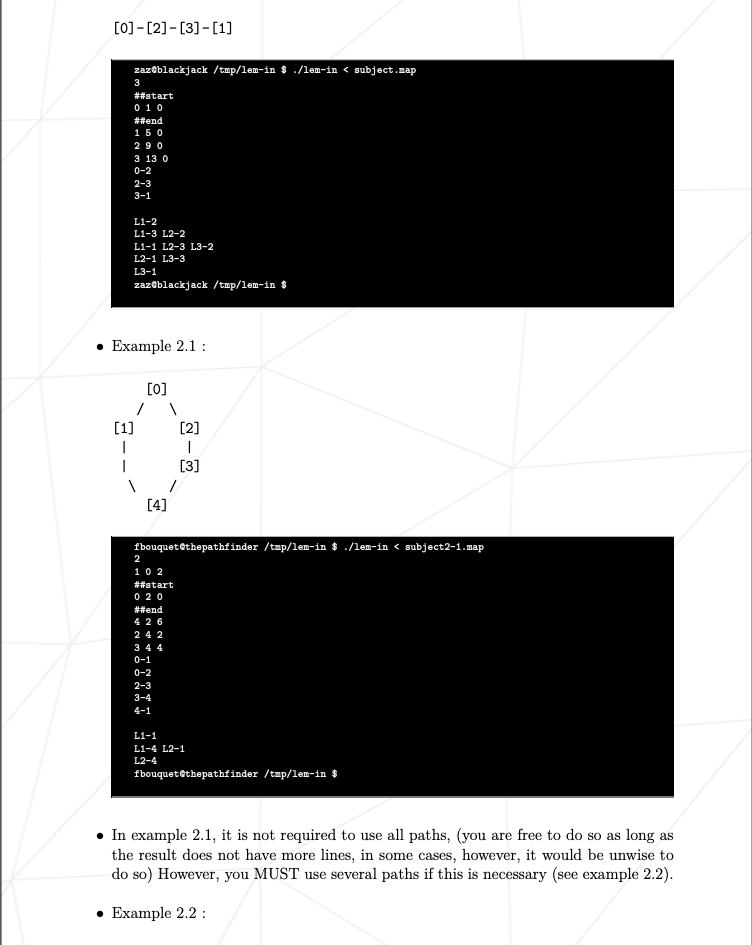 [0]-[2]-[3]-[1]
zaz@blackjack /tmp/lem-in $ ./lem-in < subject.map
3
##start
0 1 0
##end
1 5 0
2 9 0
3 13 0
0-2
2-3
3-1
L1-2
L1-3 L2-2
L1-1 L2-3 L3-2
L2-1 L3-3
L3-1
zaz@blackjack /tmp/lem-in $
• Example 2.1 :
[0]
/ \
[1] [2]
| |
| [3]
\ /
[4]
fbouquet@thepathfinder /tmp/lem-in $ ./lem-in < subject2-1.map
2
1 0 2
##start
0 2 0
##end
4 2 6
2 4 2
3 4 4
0-1
0-2
2-3
3-4
4-1
L1-1
L1-4 L2-1
L2-4
fbouquet@thepathfinder /tmp/lem-in $
• In example 2.1, it is not required to use all paths, (you are free to do so as long as
the result does not have more lines, in some cases, however, it would be unwise to
do so) However, you MUST use several paths if this is necessary (see example 2.2).
• Example 2.2 :